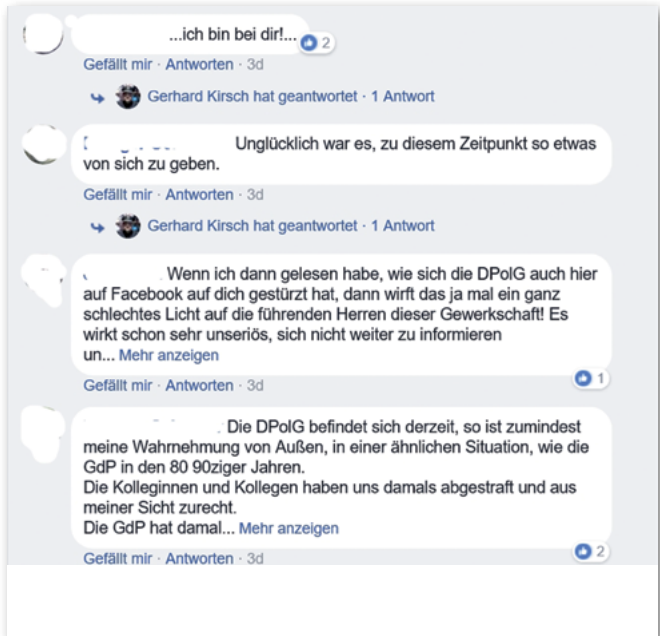 ...ich bin bei dir!...
2
Gefällt mir · Antworten · 3d
Gerhard Kirsch hat geantwortet · 1 Antwort
Unglücklich war es, zu diesem Zeitpunkt so etwas
von sich zu geben.
Gefällt mir · Antworten · 3d
Gerhard Kirsch hat geantwortet · 1 Antwort
Wenn ich dann gelesen habe, wie sich die DPolG auch hier
auf Facebook auf dich gestürzt hat, dann wirft das ja mal ein ganz
schlechtes Licht auf die führenden Herren dieser Gewerkschaft! Es
wirkt schon sehr unseriös, sich nicht weiter zu informieren
un... Mehr anzeigen
1
Gefällt mir · Antworten · 3d
Die DPolG befindet sich derzeit, so ist zumindest
meine Wahrnehmung von Außen, in einer ähnlichen Situation, wie die
GdP in den 80 90ziger Jahren.
Die Kolleginnen und Kollegen haben uns damals abgestraft und aus
meiner Sicht zurecht.
Die GdP hat damal... Mehr anzeigen
2
Gefällt mir · Antworten · 3d